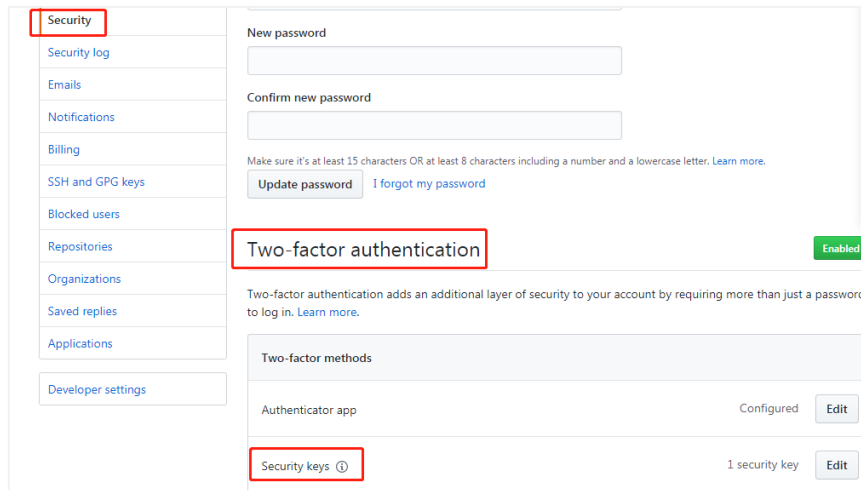 Security
Security log
Emails
Notifications
Billing
SSH and GPG keys
Blocked users
Repositories
Organizations
Saved replies
Applications
Developer settings
New password
Confirm new password
Make sure it's at least 15 characters OR at least 8 characters including a number and a lowercase letter. Learn more.
Update password I forgot my password
Two-factor authentication Enabled
Two-factor authentication adds an additional layer of security to your account by requiring more than just a password
to log in. Learn more.
Two-factor methods
Authenticator app Configured Edit
Security keys 1 security key Edit